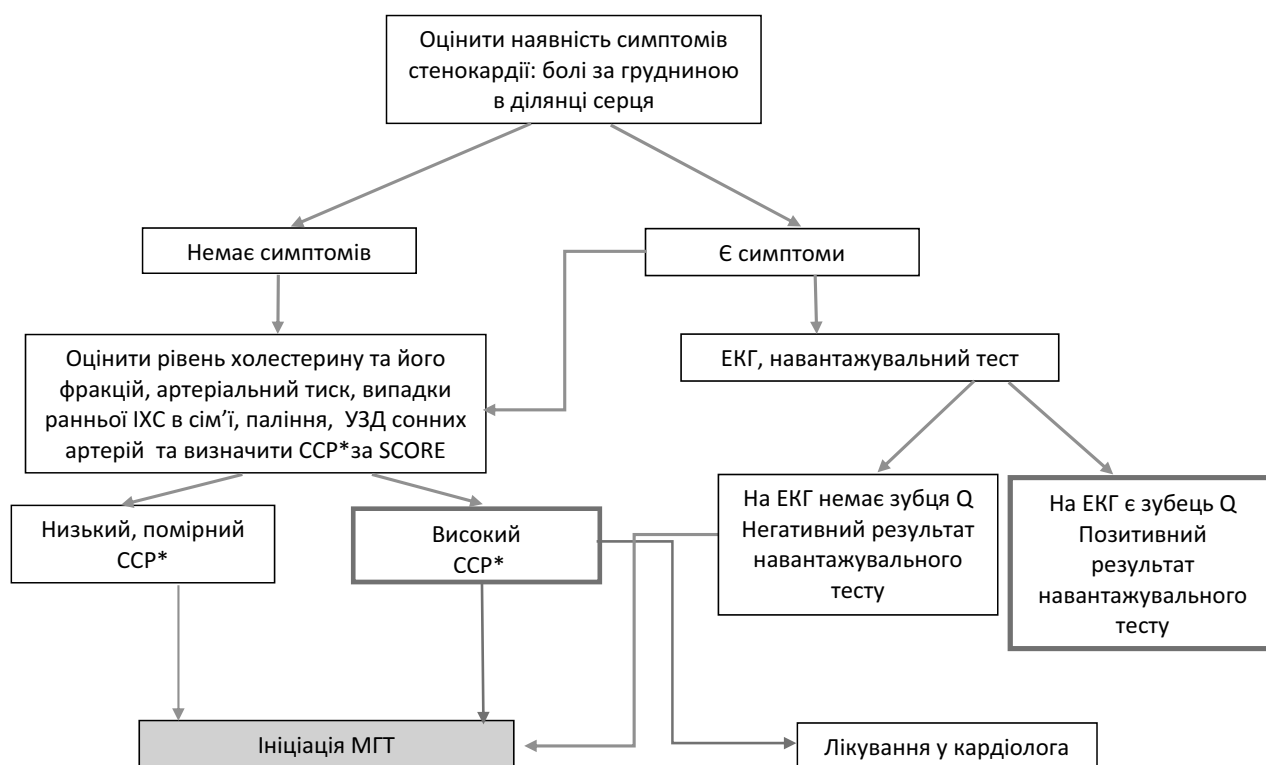 Оцінити наявність симптомів
стенокардії: болі за грудниною
в ділянці серця
Немає симптомів
Є симптоми
Оцінити рівень холестерину та його
фракцій, артеріальний тиск, випадки
ранньої ІХС в сім’ї, паління, УЗД сонних
артерій та визначити ССР*за SCORE
ЕКГ, навантажувальний тест
Низький, помірний
ССР*
Високий
ССР*
На ЕКГ немає зубця Q
Негативний результат
навантажувального
тесту
На ЕКГ є зубець Q
Позитивний
результат
навантажувального
тесту
Ініціація МГТ
Лікування у кардіолога